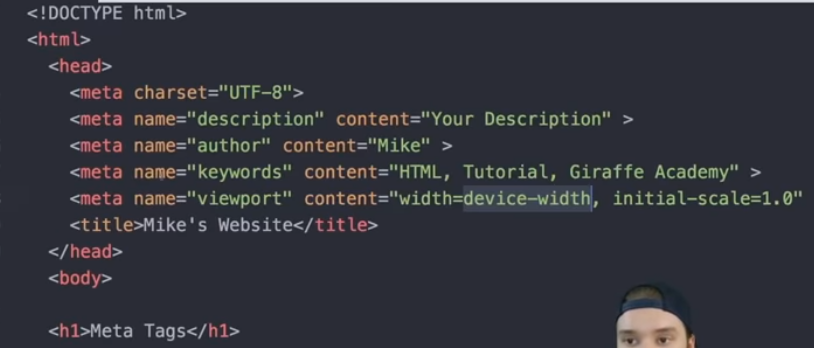 <!DOCTYPE html>
<html>
<head>
<meta charset="UTF-8">
<meta name="description" content="Your Description" >
<meta name="author" content="Mike" >
<meta name="keywords" content="HTML, Tutorial, Giraffe Academy" >
<meta name="viewport" content="width=device-width, initial-scale=1.0"
<title>Mike's Website</title>
</head>
<body>
<h1>Meta Tags</h1>